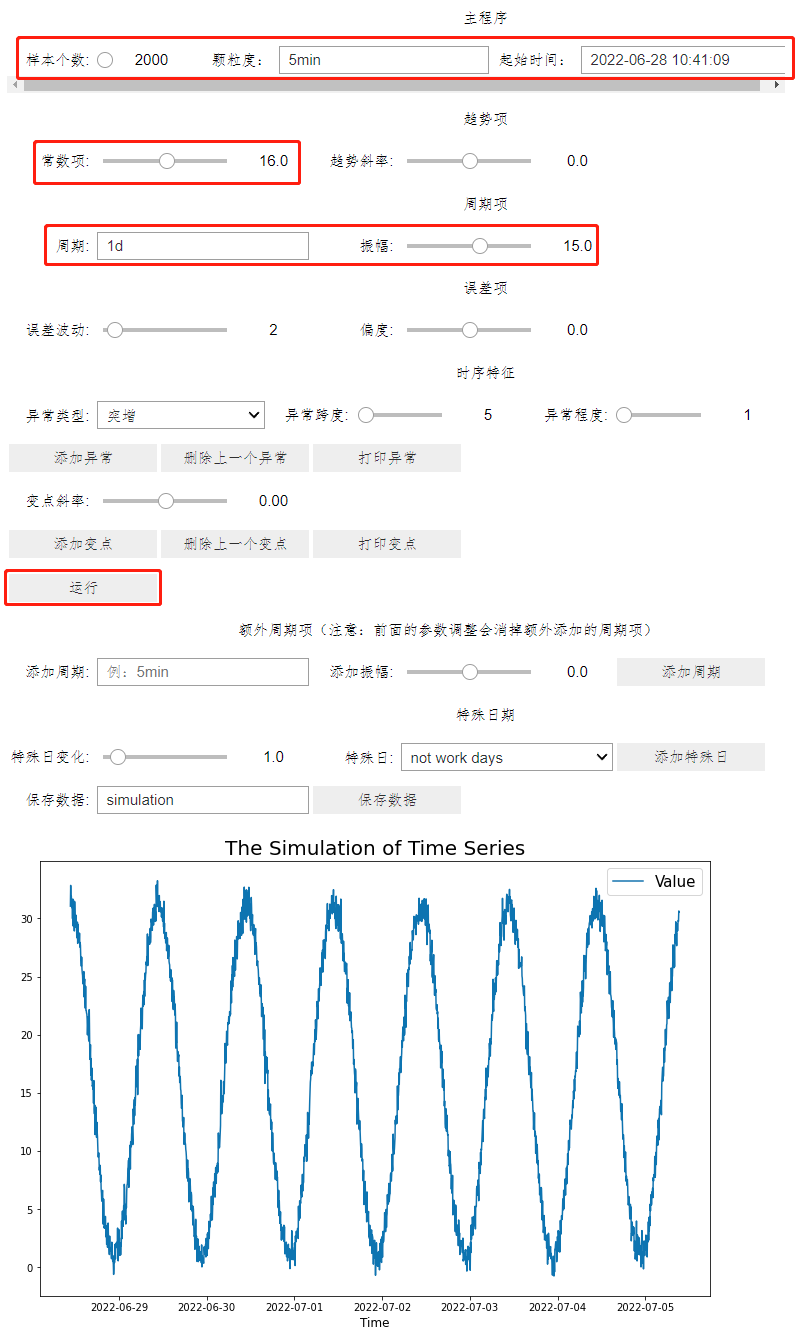 主程序
样本个数: 2000 颗粒度: 5min 起始时间: 2022-06-28 10:41:09
趋势项
常数项: 16.0 趋势斜率: 0.0
周期项
周期: 1d 振幅: 15.0
误差项
误差波动: 2 偏度: 0.0
时序特征
异常类型: 突增 异常跨度: 5 异常程度: 1
添加异常 删除上一个异常 打印异常
变点斜率: 0.00
添加变点 删除上一个变点 打印变点
运行
额外周期项（注意: 前面的参数调整会消掉额外添加的周期项）
添加周期: 例: 5min 添加振幅: 0.0 添加周期
特殊日期
特殊日变化: 1.0 特殊日: not work days 添加特殊日
保存数据: simulation 保存数据
The Simulation of Time Series
Value
30
25
20
15
10
5
0
2022-06-29 2022-06-30 2022-07-01 2022-07-02 2022-07-03 2022-07-04 2022-07-05
Time